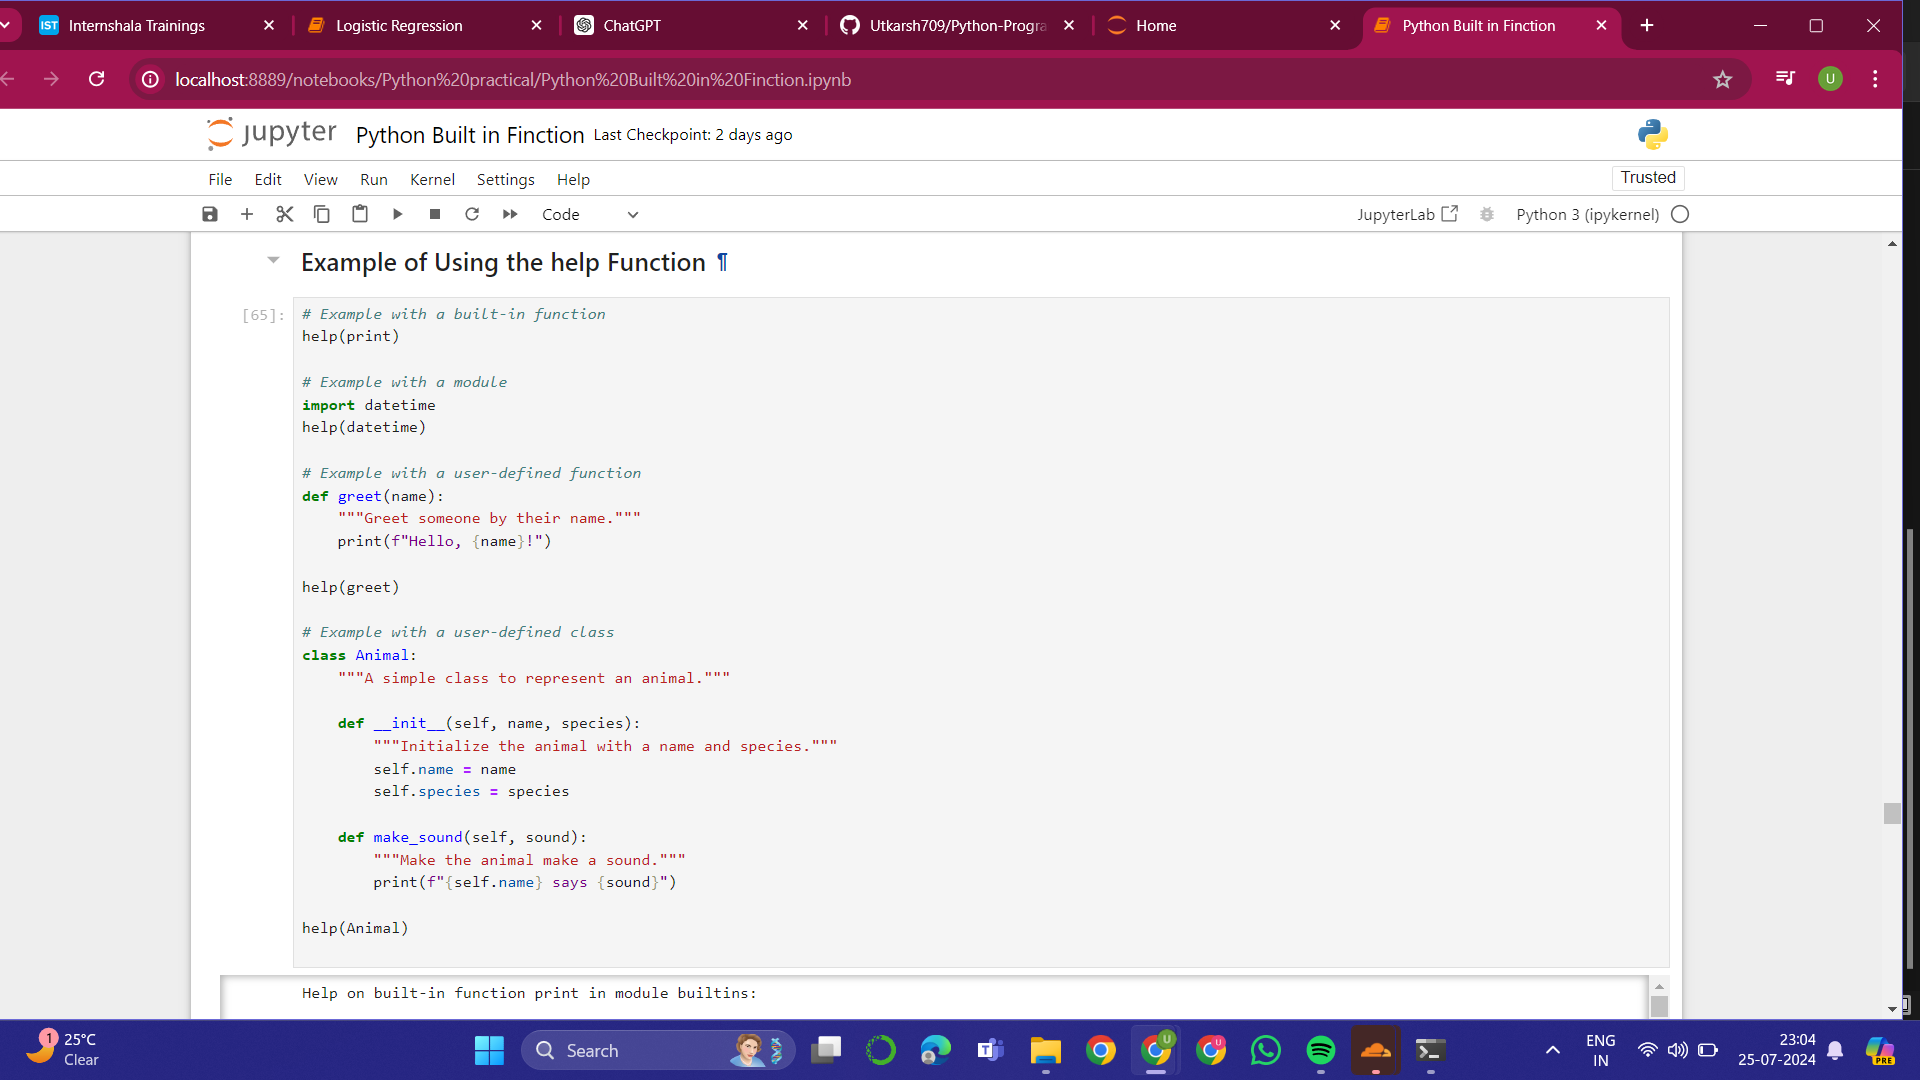 IST Internshala Trainings
Logistic Regression
ChatGPT
Utkarsh709/Python-Progra
Home
Python Built in Finction
localhost:8889/notebooks/Python%20practical/Python%20Built%20in%20Finction.ipynb
U
jupyter Python Built in Finction Last Checkpoint: 2 days ago
File Edit View Run Kernel Settings Help
Trusted
Code
JupyterLab
Python 3 (ipykernel)
Example of Using the help Function ¶
[65]:
# Example with a built-in function
help(print)
# Example with a module
import datetime
help(datetime)
# Example with a user-defined function
def greet(name):
    """Greet someone by their name."""
    print(f"Hello, {name}!")
help(greet)
# Example with a user-defined class
class Animal:
    """A simple class to represent an animal."""
    def __init__(self, name, species):
        """Initialize the animal with a name and species."""
        self.name = name
        self.species = species
    def make_sound(self, sound):
        """Make the animal make a sound."""
        print(f"{self.name} says {sound}")
help(Animal)
Help on built-in function print in module builtins:
1
25°C
Clear
Search
U
U
ENG
IN
23:04
25-07-2024
PRE